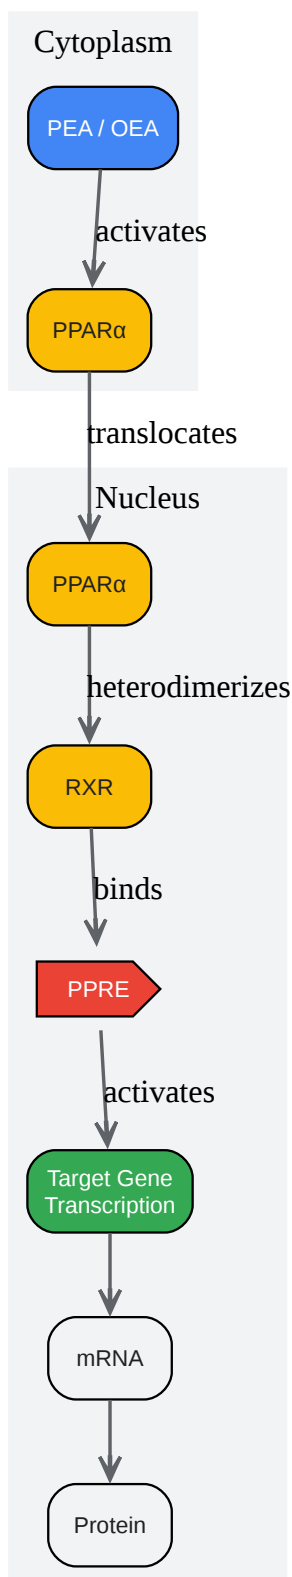 Cytoplasm
PEA / OEA
activates
PPARα
translocates
Nucleus
PPARα
heterodimerizes
RXR
binds
PPRE
activates
Target Gene
Transcription
mRNA
Protein